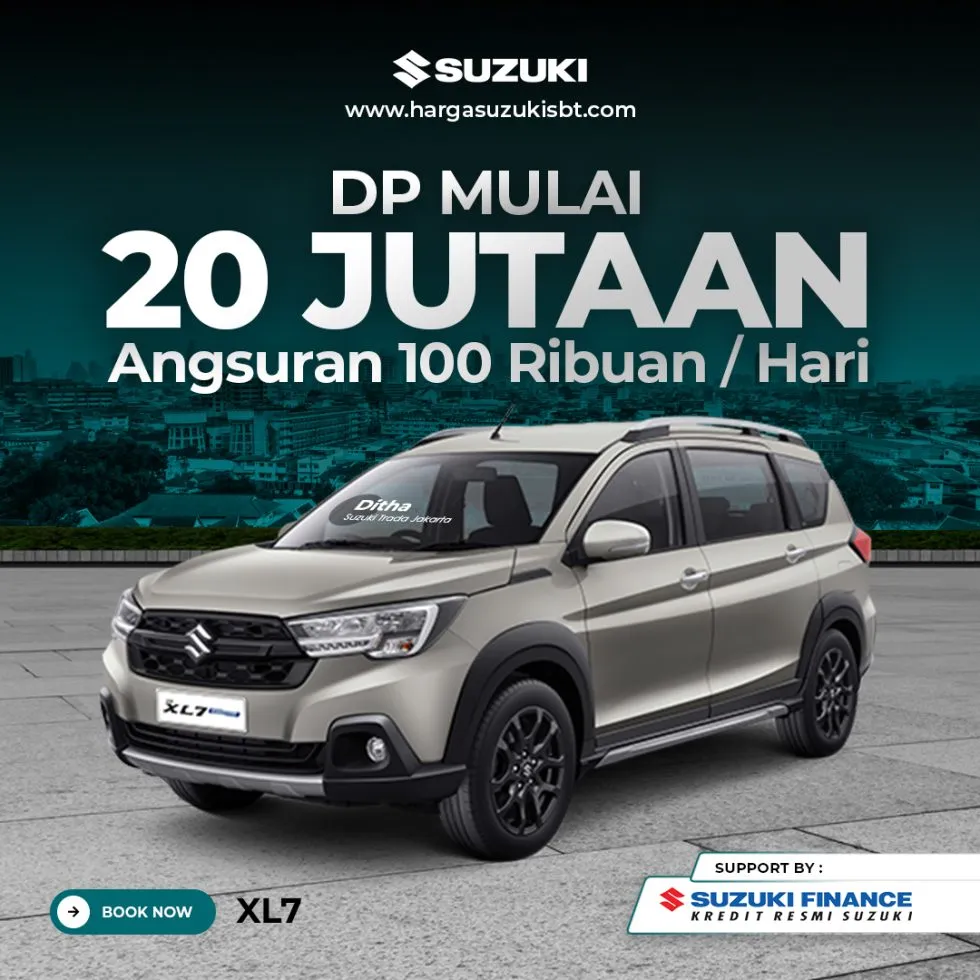 SUZUKI
www.hargasuzukisbt.com
DP MULAI
20 JUTAAN
Angsuran 100 Ribuan / Hari
Ditha
Suzuki Trada Jakarta
XL7
SUPPORT BY :
SUZUKI FINANCE
KREDIT RESMI SUZUKI
BOOK NOW
XL7